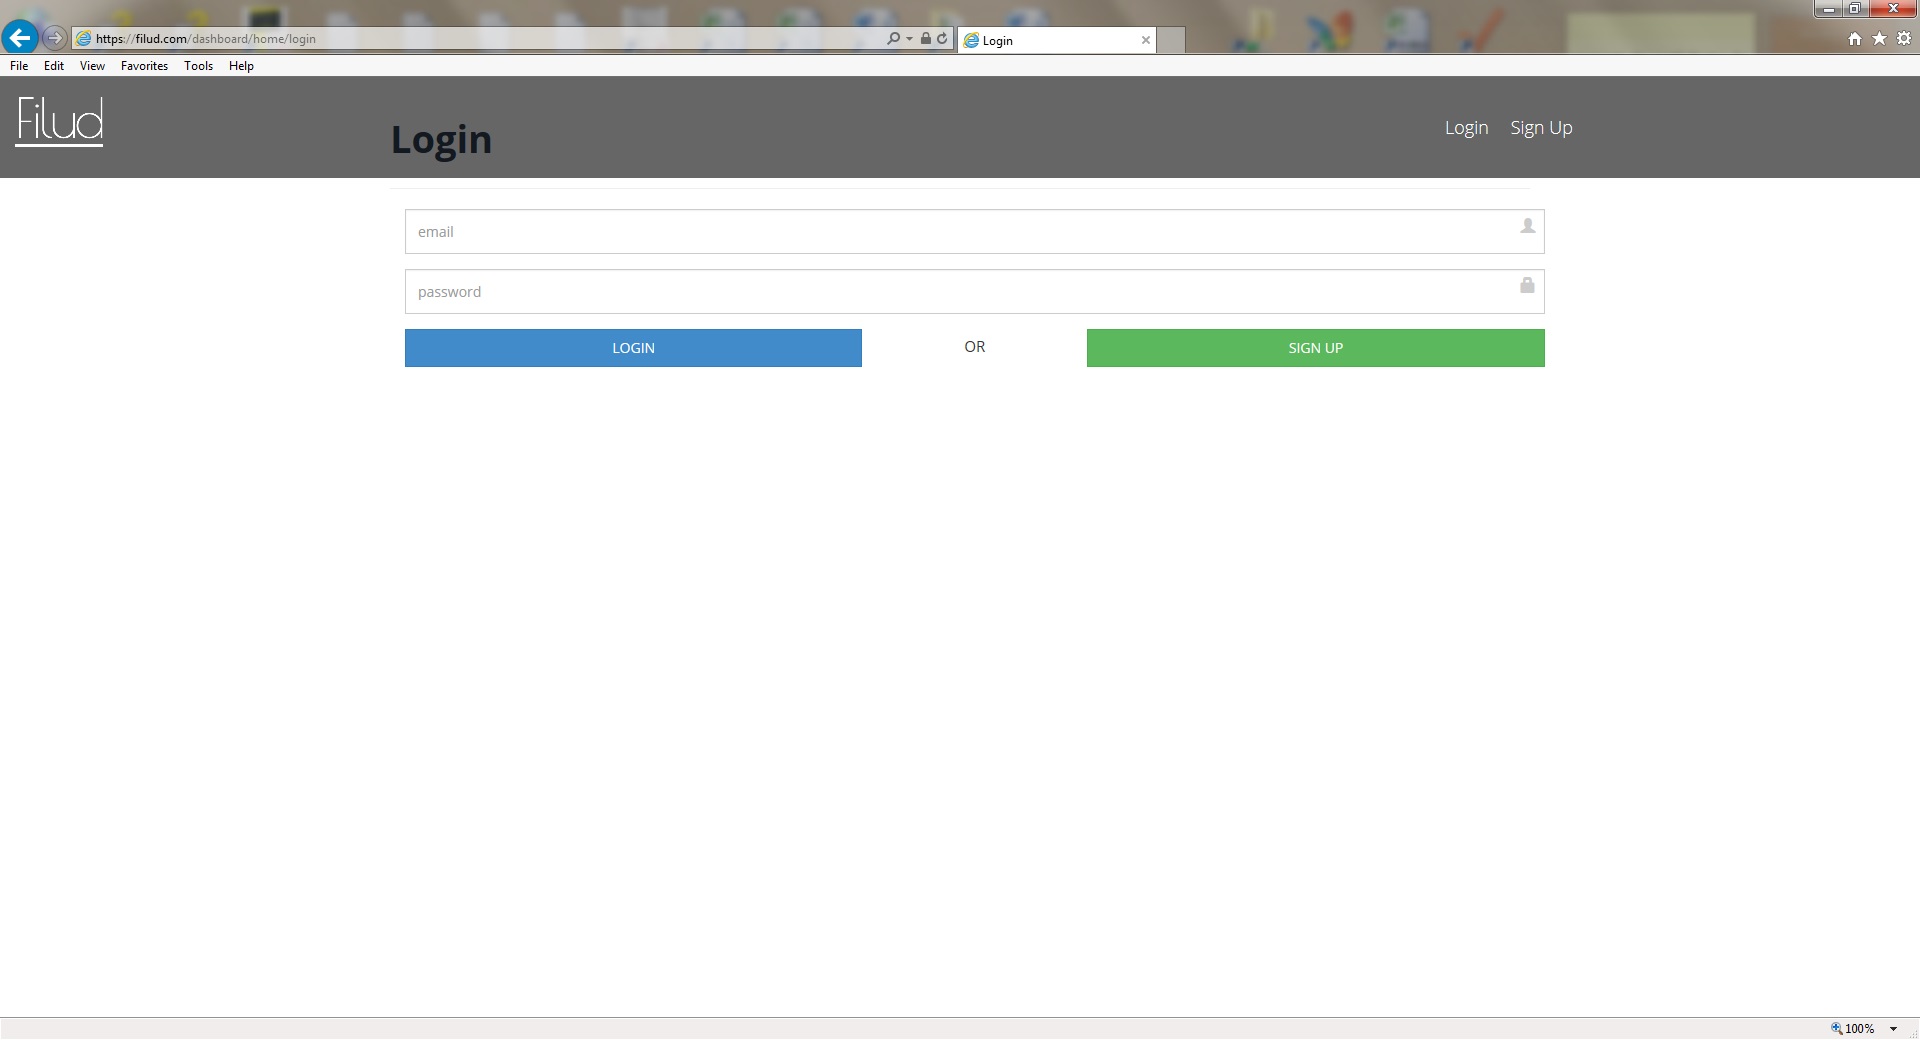 https://filud.com/dashboard/home/login
Login
File Edit View Favorites Tools Help
Filud
Login
Login Sign Up
email
password
LOGIN OR SIGN UP
100%